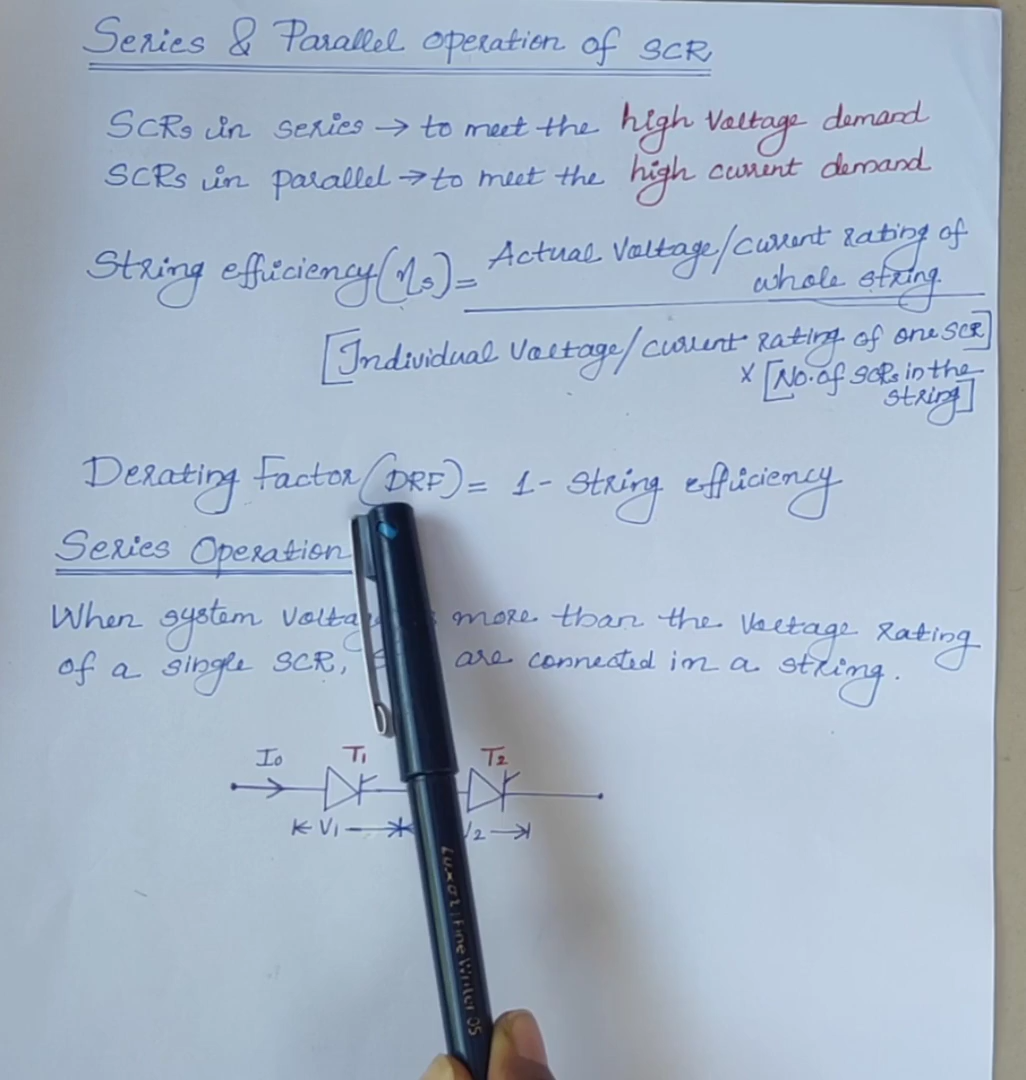 Series & Parallel operation of SCR
SCRs in series → to meet the high Voltage demand
SCRs in parallel → to meet the high current demand
String efficiency (ηs) = Actual Voltage/current rating of
whole string.
[Individual Voltage/current rating of one SCR]
× [No. of SCRs in the
string]
Derating Factor (DRF) = 1 - String efficiency
Series Operation
When system more than the Voltage rating
of a single SCR, are connected in a string.
I₀ T₁ T₂
V₁ V₂
Luxor Fine Writer 05